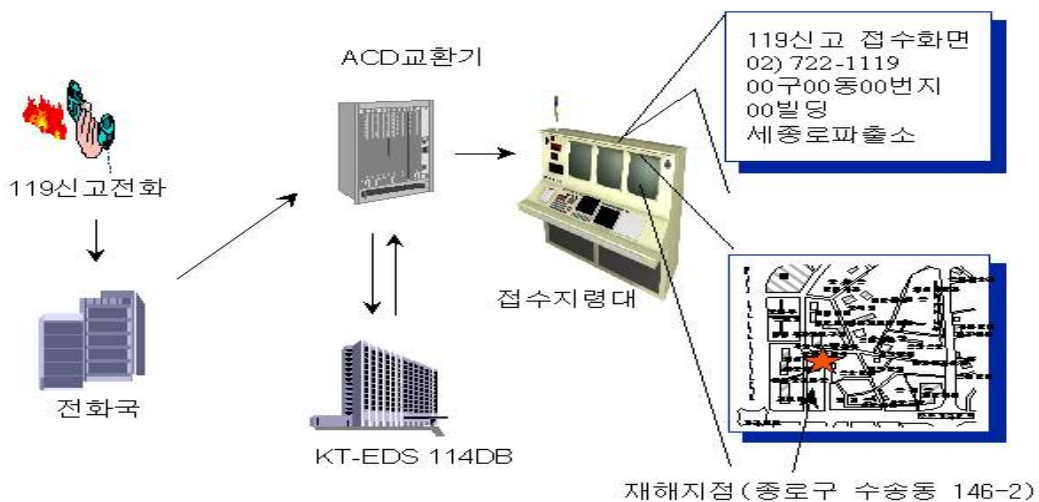 119신고 접수화면
02) 722-1119
00구00동00번지
00빌딩
세종로파출소
ACD교환기
119신고전화
접수지령대
전화국
KT-EDS 114DB
재해지점(종로구 수송동 146-2)